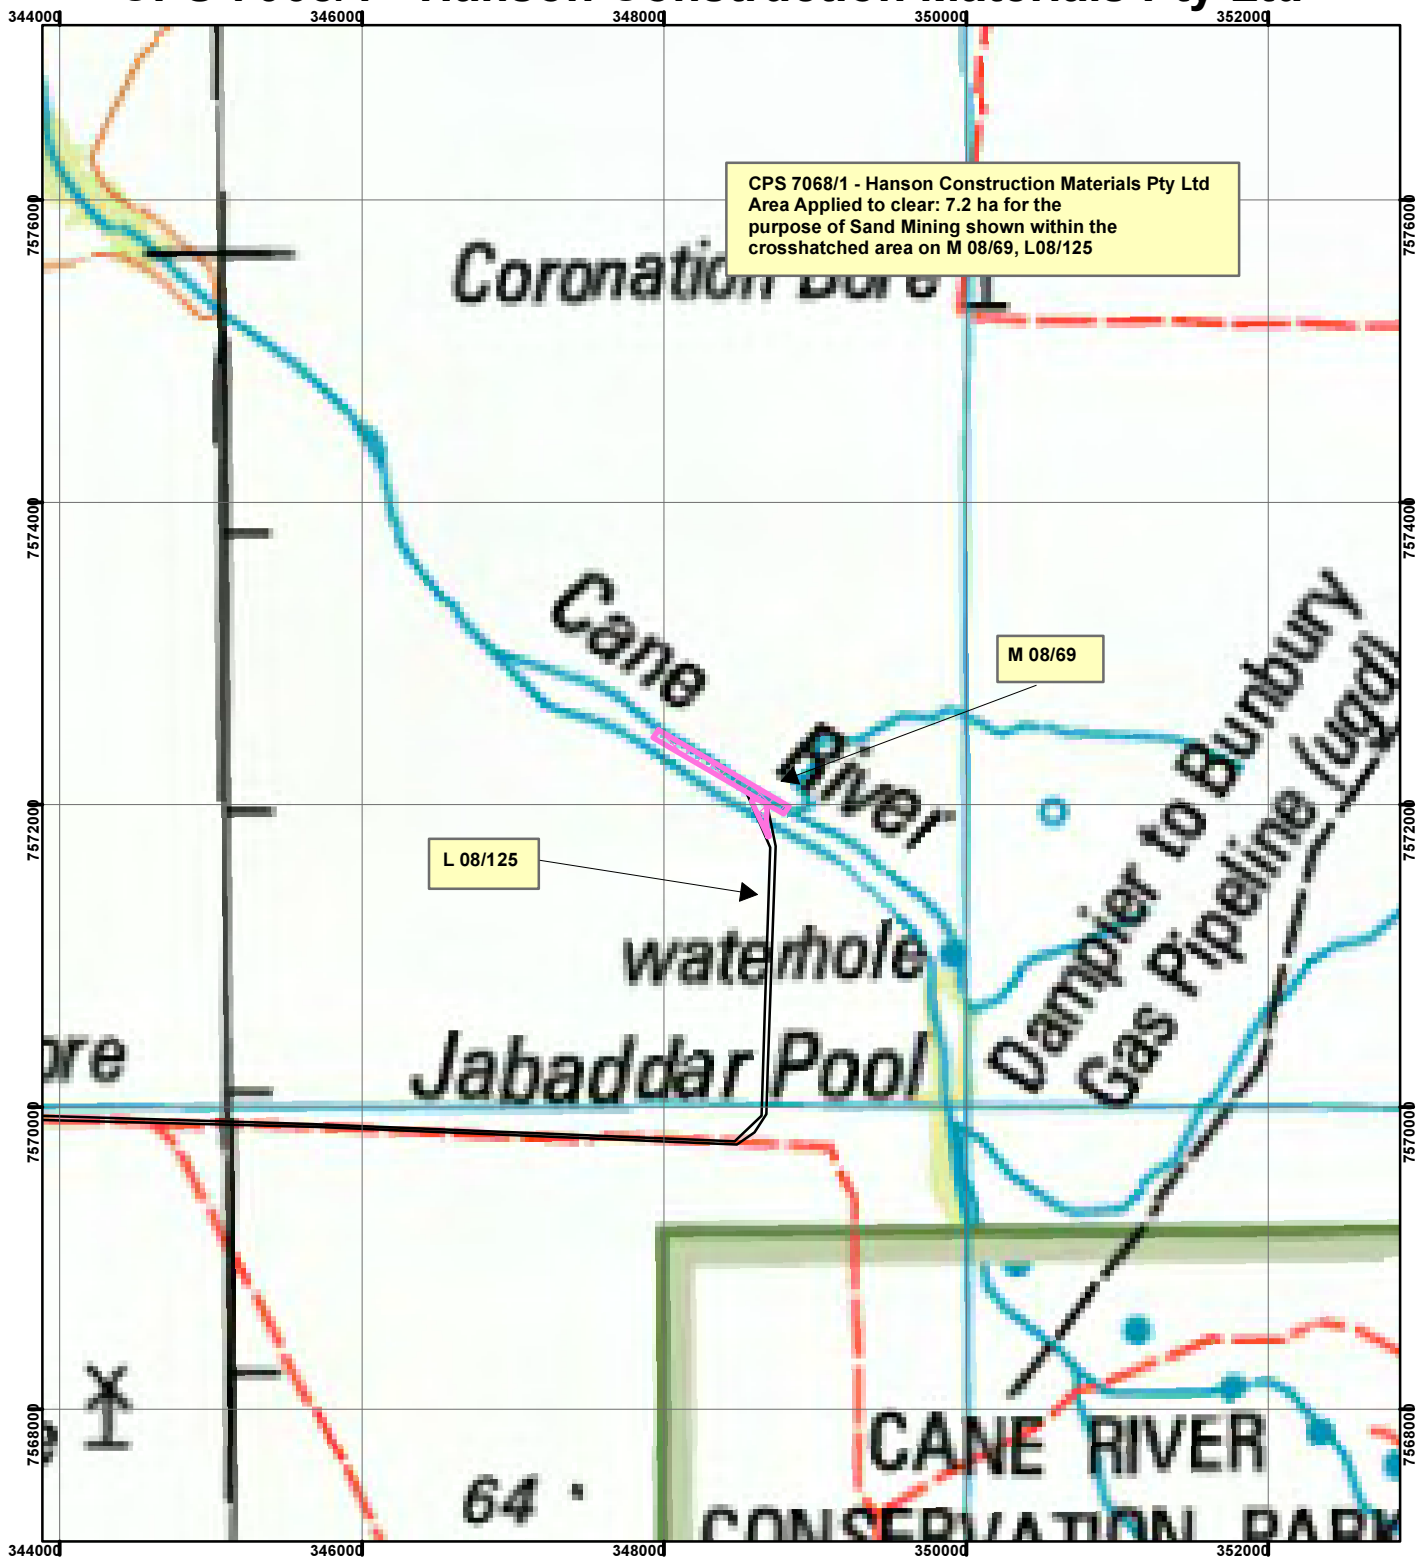 344000 346000 348000 350000 352000
CPS 7068/1 - Hanson Construction Materials Pty Ltd
Area Applied to clear: 7.2 ha for the
purpose of Sand Mining shown within the
crosshatched area on M 08/69, L08/125
7576000 7576000
Coronation Bore
7574000 7574000
Cane
River
M 08/69
Dampier to Bunbury
Gas Pipeline (ugd)
7572000 7572000
L 08/125
waterhole
Jabaddar Pool
ore
7570000 7570000
7568000 7568000
CANE RIVER
CONSERVATION PARK
64
344000 346000 348000 350000 352000